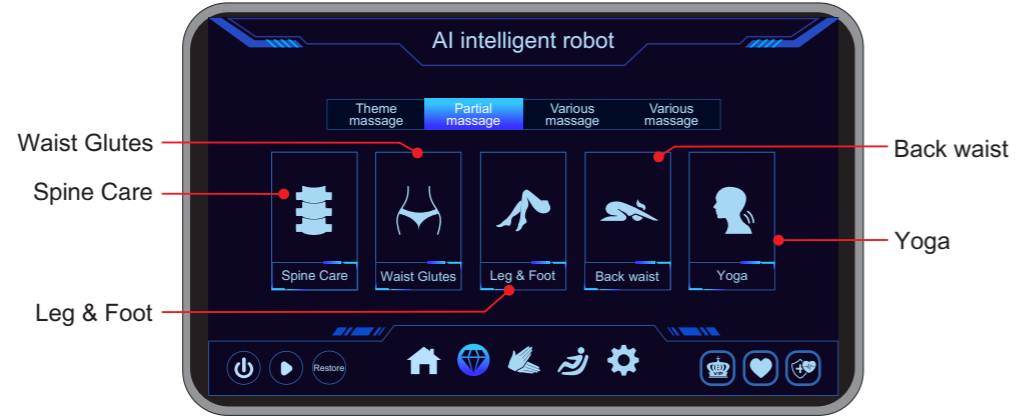 AI intelligent robot
Theme
massage
Partial
massage
Various
massage
Various
massage
Waist Glutes
Back waist
Spine Care
Yoga
Leg & Foot
Spine Care
Waist Glutes
Leg & Foot
Back waist
Yoga
Restore
VIP